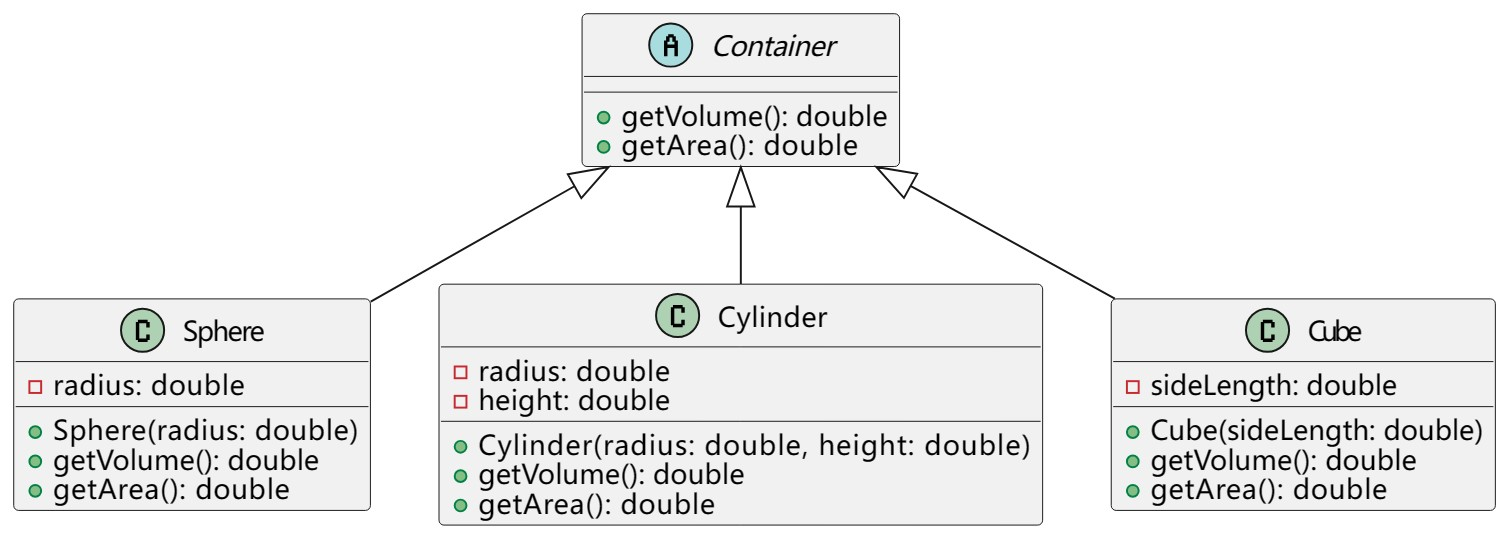 A Container
getVolume(): double
getArea(): double
C Sphere
radius: double
Sphere(radius: double)
getVolume(): double
getArea(): double
C Cylinder
radius: double
height: double
Cylinder(radius: double, height: double)
getVolume(): double
getArea(): double
C Cube
sideLength: double
Cube(sideLength: double)
getVolume(): double
getArea(): double